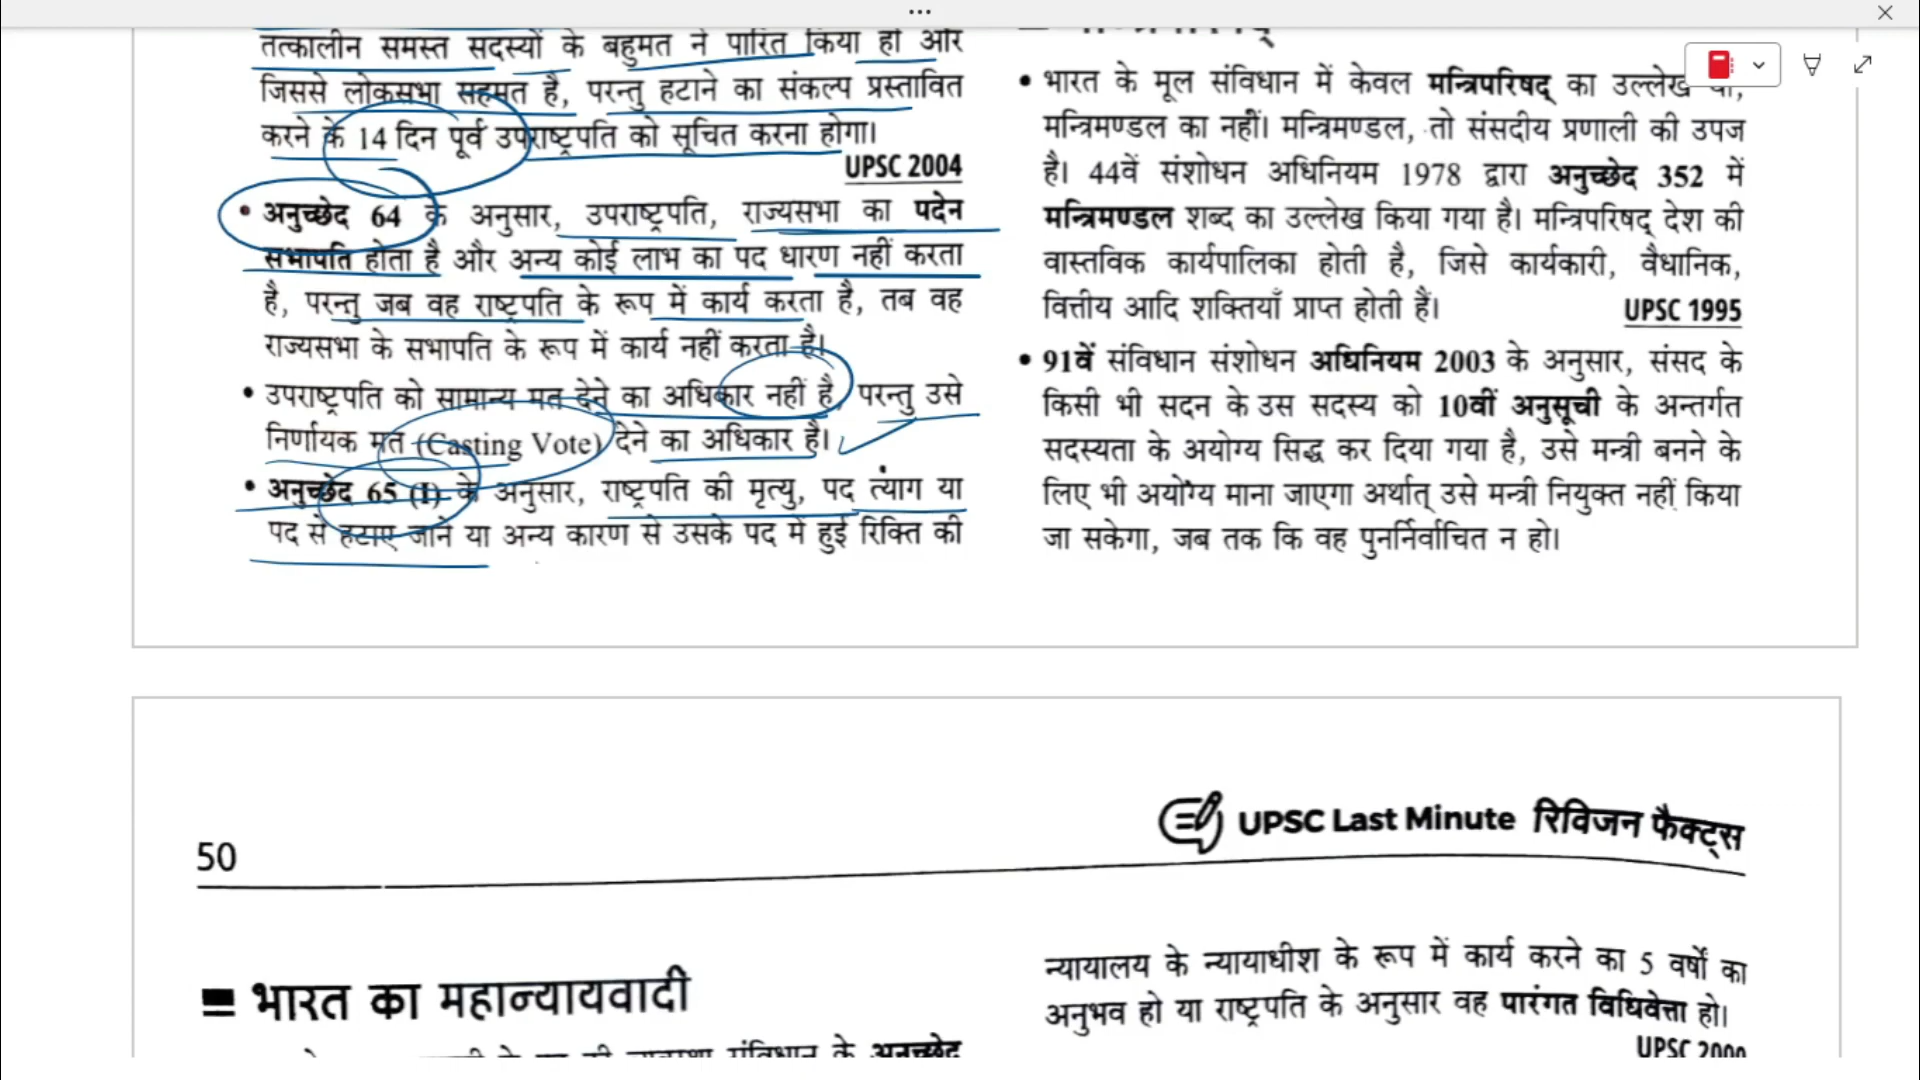 तत्कालीन समस्त सदस्यों के बहुमत ने पारित किया हो और
जिससे लोकसभा सहमत है, परन्तु हटाने का संकल्प प्रस्तावित
करने के 14 दिन पूर्व उपराष्ट्रपति को सूचित करना होगा।
UPSC 2004
• अनुच्छेद 64 के अनुसार, उपराष्ट्रपति, राज्यसभा का पदेन
सभापति होता है और अन्य कोई लाभ का पद धारण नहीं करता
है, परन्तु जब वह राष्ट्रपति के रूप में कार्य करता है, तब वह
राज्यसभा के सभापति के रूप में कार्य नहीं करता है।
• उपराष्ट्रपति को सामान्य मत देने का अधिकार नहीं है, परन्तु उसे
निर्णायक मत (Casting Vote) देने का अधिकार है।
• अनुच्छेद 65 (I) के अनुसार, राष्ट्रपति की मृत्यु, पद त्याग या
पद से हटाए जाने या अन्य कारण से उसके पद में हुई रिक्ति की
• भारत के मूल संविधान में केवल मन्त्रिपरिषद् का उल्लेख था,
मन्त्रिमण्डल का नहीं। मन्त्रिमण्डल, तो संसदीय प्रणाली की उपज
है। 44वें संशोधन अधिनियम 1978 द्वारा अनुच्छेद 352 में
मन्त्रिमण्डल शब्द का उल्लेख किया गया है। मन्त्रिपरिषद् देश की
वास्तविक कार्यपालिका होती है, जिसे कार्यकारी, वैधानिक,
वित्तीय आदि शक्तियाँ प्राप्त होती हैं।
UPSC 1995
• 91वें संविधान संशोधन अधिनियम 2003 के अनुसार, संसद के
किसी भी सदन के उस सदस्य को 10वीं अनुसूची के अन्तर्गत
सदस्यता के अयोग्य सिद्ध कर दिया गया है, उसे मन्त्री बनने के
लिए भी अयोग्य माना जाएगा अर्थात् उसे मन्त्री नियुक्त नहीं किया
जा सकेगा, जब तक कि वह पुनर्निर्वाचित न हो।
50
UPSC Last Minute रिविजन फैक्ट्स
भारत का महान्यायवादी
संविधान के अनुच्छेद
न्यायालय के न्यायाधीश के रूप में कार्य करने का 5 वर्षों का
अनुभव हो या राष्ट्रपति के अनुसार वह पारंगत विधिवेत्ता हो।
UPSC 2000